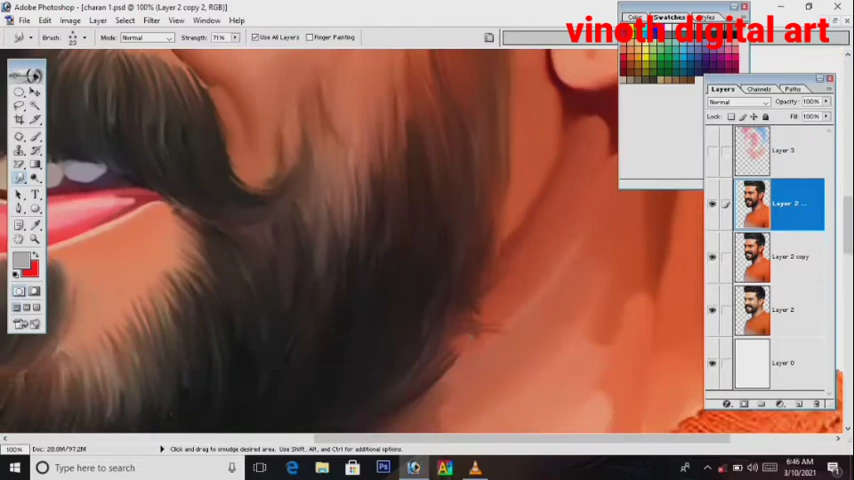 Adobe Photoshop - [charan 1.psd @ 100% (Layer 2 copy 2, RGB)]
vinoth digital art
File Edit Image Layer Select Filter View Window Help
Color Swatches Styles
Brush: 23 Mode: Normal Strength: 71% Use All Layers Finger Painting
Layers Channels Paths
Normal Opacity: 100%
Lock: Fill: 100%
Layer 3
Layer 2 ...
Layer 2 copy
Layer 2
Layer 0
100% Doc: 20.0M/97.2M Click and drag to smudge desired area. Use Shift, Alt, and Ctrl for additional options.
Type here to search
6:46 AM
3/10/2021